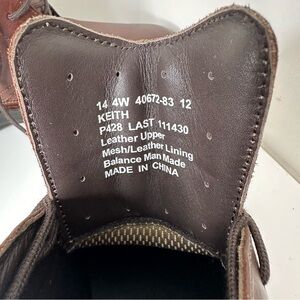 14 4W 40672-83 12
KEITH
P428 LAST 111430
Leather Upper
Mesh/Leather Lining
Balance Man Made
MADE IN CHINA